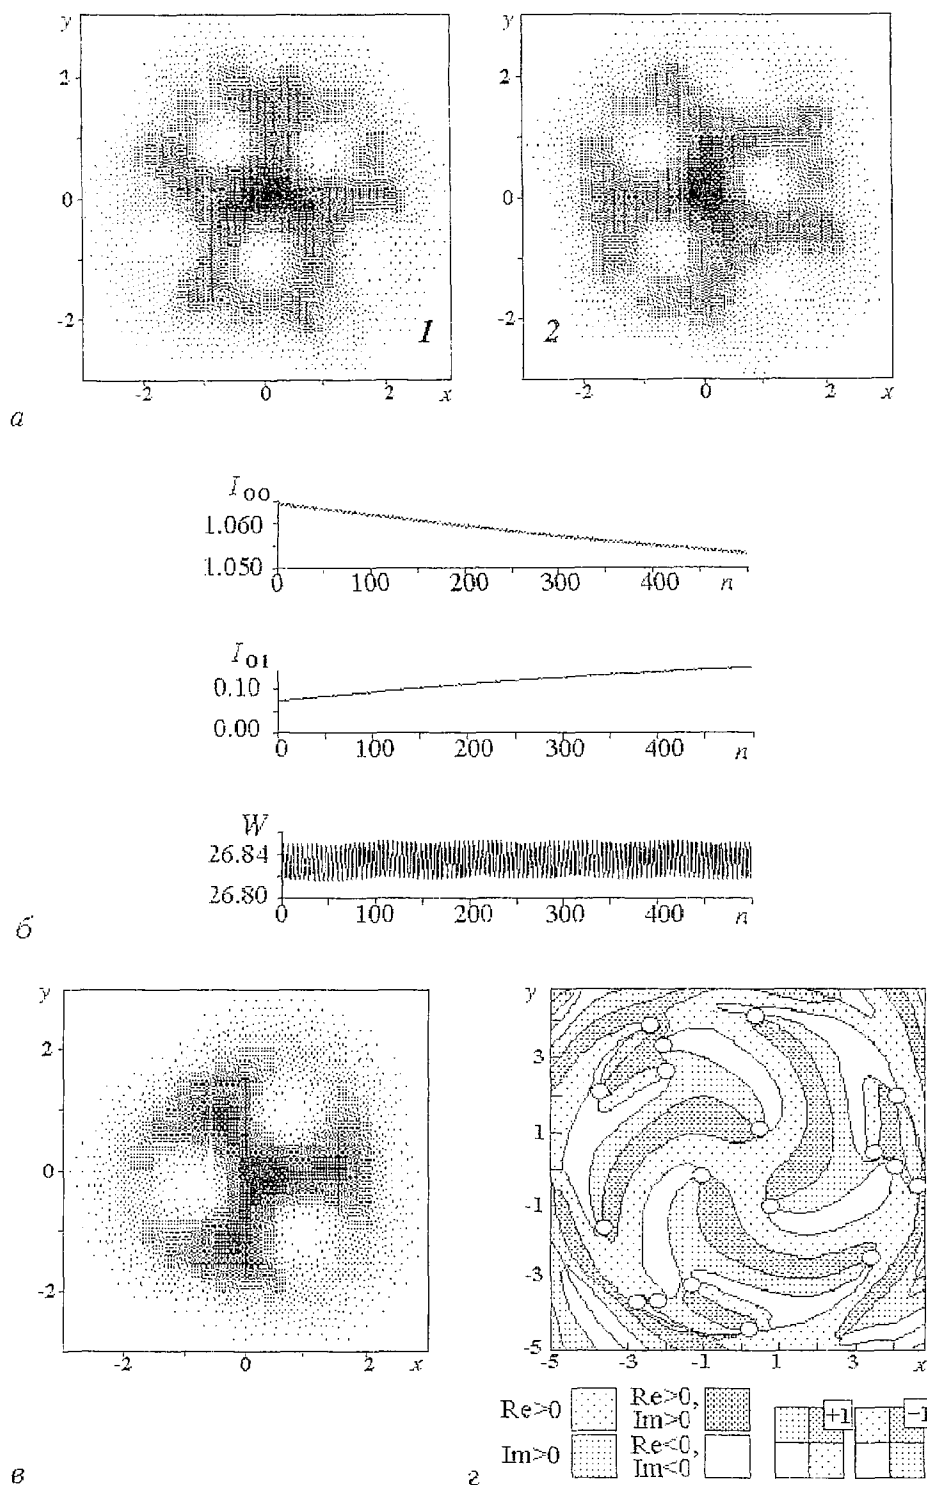 y y
2 2
0 0
-2 1 -2 2
-2 0 2 x -2 0 2 x
а
I00
1.060
1.050
0 100 200 300 400 n
I01
0.10
0.00
0 100 200 300 400 n
W
26.84
26.80
0 100 200 300 400 n
б
y y
2 3
0 1
-1
-2 -3
-5
-2 0 2 x -5 -3 -1 1 3 x
Re>0 Re>0, Im>0 +1 -1
Im>0 Re<0, Im<0
в г